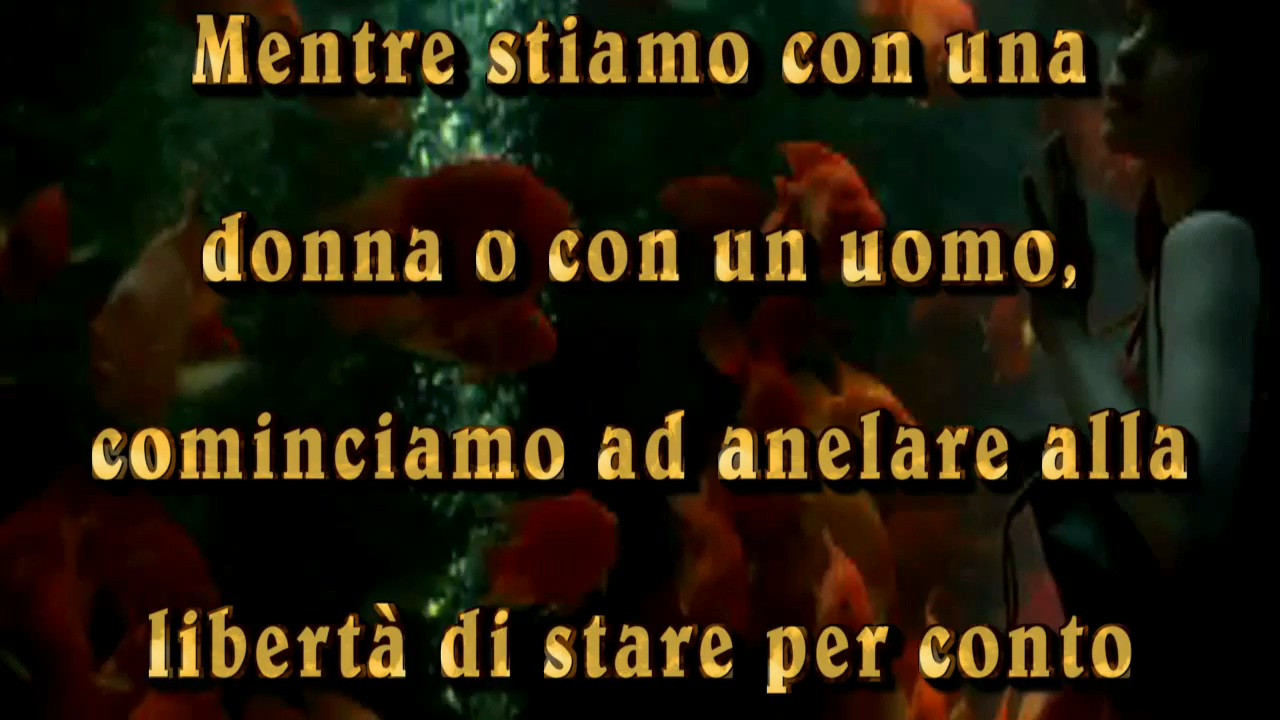 Mentre stiamo con una
donna o con un uomo,
cominciamo ad anelare alla
libertà di stare per conto